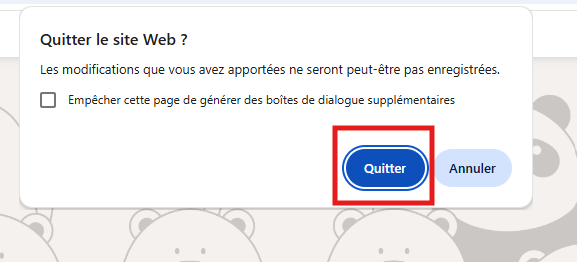 Quitter le site Web ?
Les modifications que vous avez apportées ne seront peut-être pas enregistrées.
Empêcher cette page de générer des boîtes de dialogue supplémentaires
Quitter
Annuler